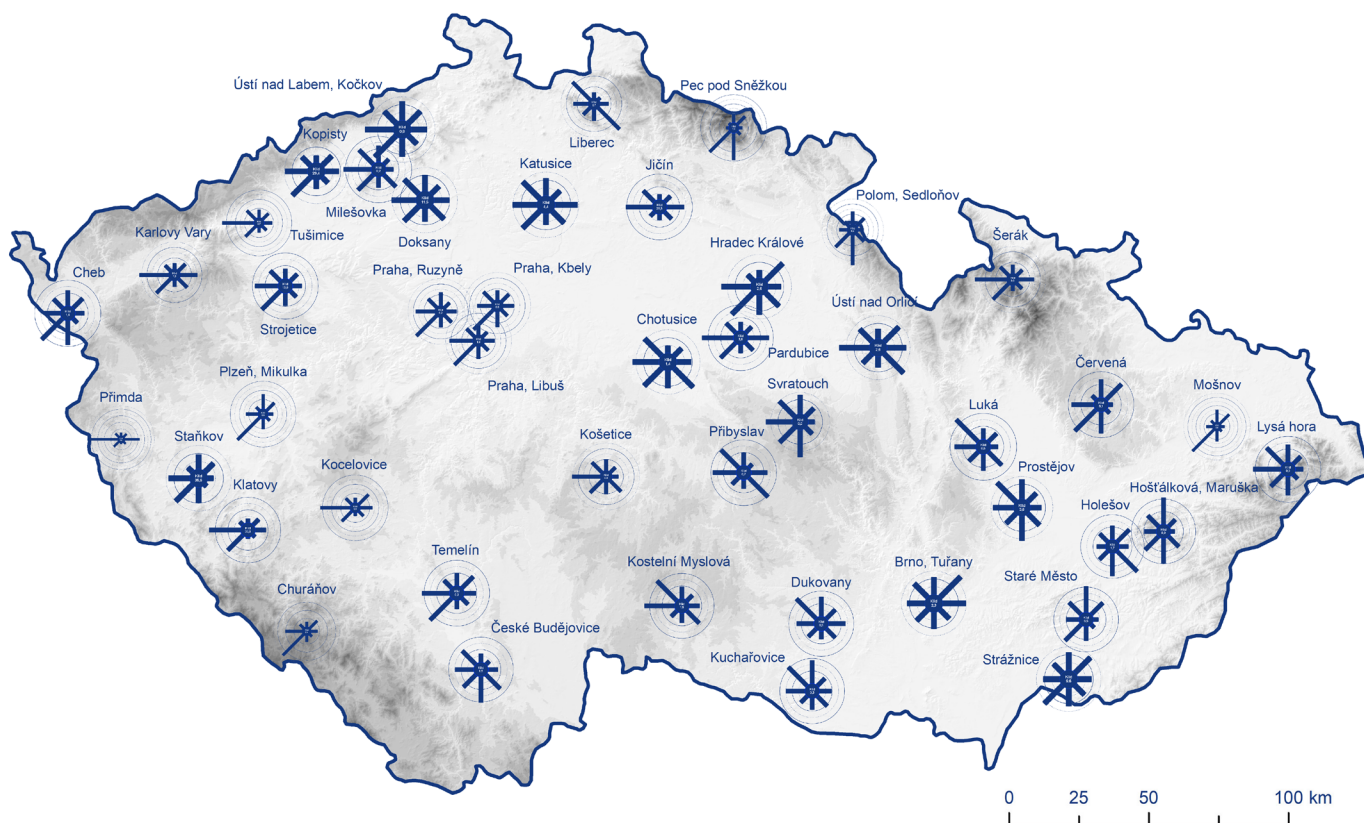 Ústí nad Labem, Kočkov
Pec pod Sněžkou
Kopisty
Liberec
Katusice
Jičín
Milešovka
Polom, Sedloňov
Karlovy Vary
Tušimice
Doksany
Hradec Králové
Šerák
Cheb
Praha, Ruzyně
Praha, Kbely
Ústí nad Orlicí
Strojetice
Chotusice
Pardubice
Červená
Plzeň, Mikulka
Praha, Libuš
Svratouch
Mošnov
Přimda
Luká
Lysá hora
Staňkov
Košetice
Přibyslav
Kocelovice
Prostějov
Hošťálková, Maruška
Klatovy
Holešov
Temelín
Kostelní Myslová
Dukovany
Brno, Tuřany
Staré Město
Churáňov
České Budějovice
Kuchařovice
Strážnice
0 25 50 100 km